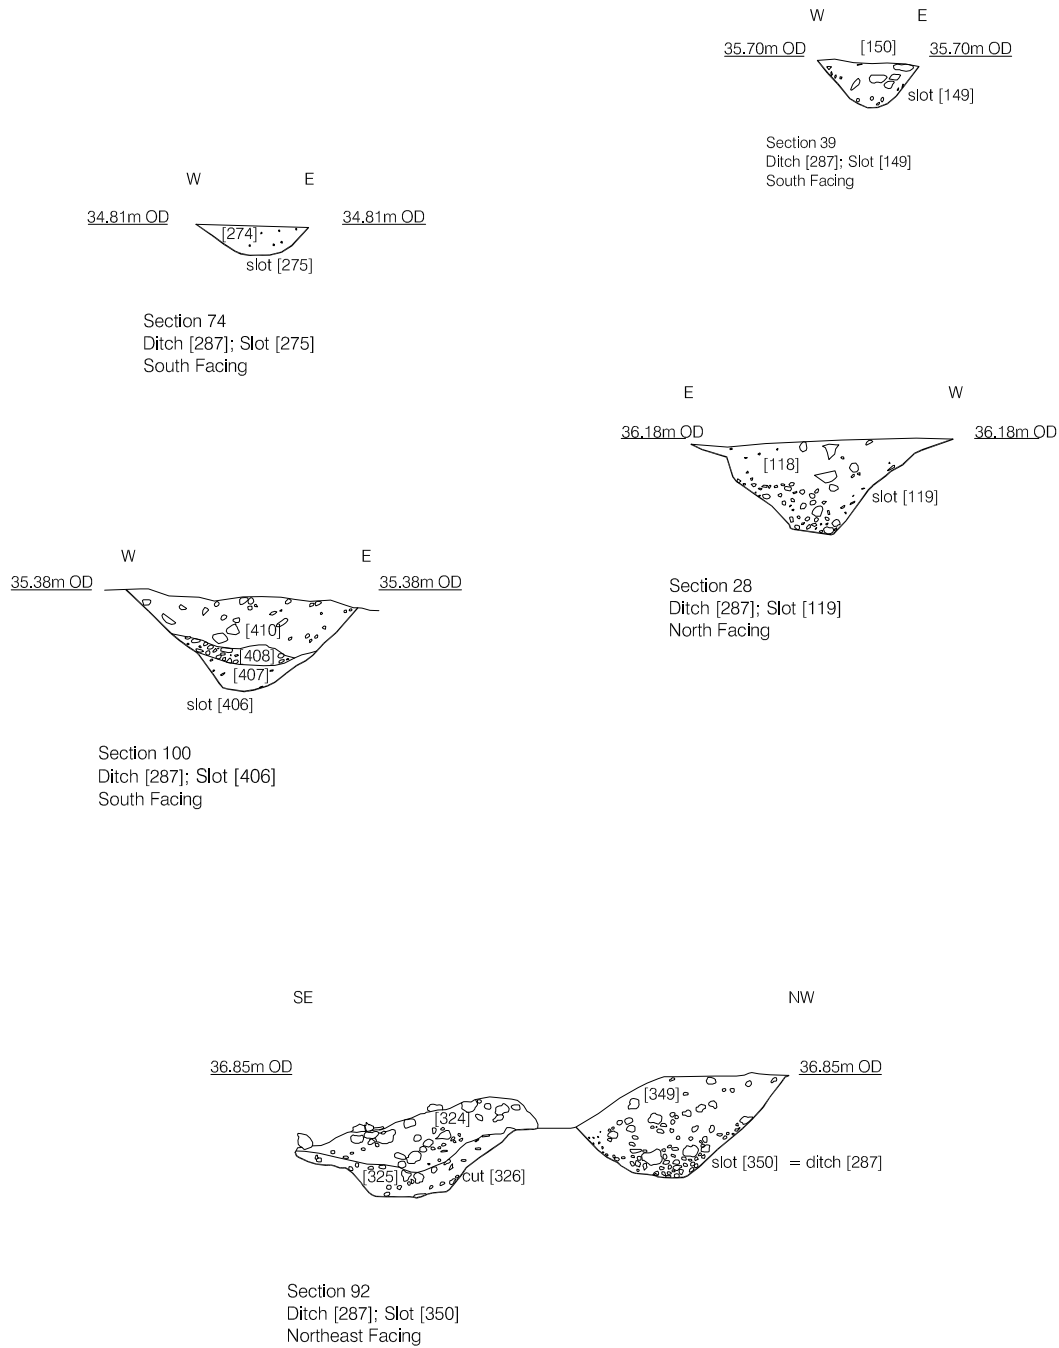 W E
35.70m OD [150] 35.70m OD
slot [149]
Section 39
Ditch [287]; Slot [149]
South Facing
W E
34.81m OD 34.81m OD
[274]
slot [275]
Section 74
Ditch [287]; Slot [275]
South Facing
E W
36.18m OD 36.18m OD
[118]
slot [119]
Section 28
Ditch [287]; Slot [119]
North Facing
W E
35.38m OD 35.38m OD
[410]
[408]
[407]
slot [406]
Section 100
Ditch [287]; Slot [406]
South Facing
SE NW
36.85m OD 36.85m OD
[349]
[324]
slot [350] = ditch [287]
[325] cut [326]
Section 92
Ditch [287]; Slot [350]
Northeast Facing